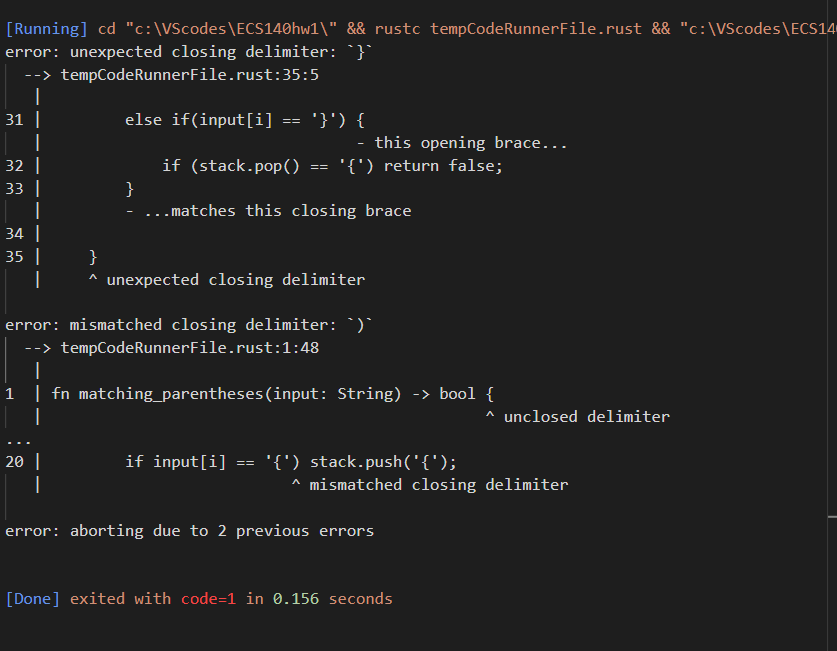 [Running] cd "c:\VScodes\ECS140hw1\" && rustc tempCodeRunnerFile.rust && "c:\VScodes\ECS14
error: unexpected closing delimiter: `}`
  --> tempCodeRunnerFile.rust:35:5
   |
31 |         else if(input[i] == '}') {
   |                                  - this opening brace...
32 |             if (stack.pop() == '{') return false;
33 |         }
   |         - ...matches this closing brace
34 |
35 |     }
   |     ^ unexpected closing delimiter
error: mismatched closing delimiter: `)`
  --> tempCodeRunnerFile.rust:1:48
   |
1  | fn matching_parentheses(input: String) -> bool {
   |                                                ^ unclosed delimiter
...
20 |         if input[i] == '{') stack.push('{');
   |                           ^ mismatched closing delimiter
error: aborting due to 2 previous errors
[Done] exited with code=1 in 0.156 seconds